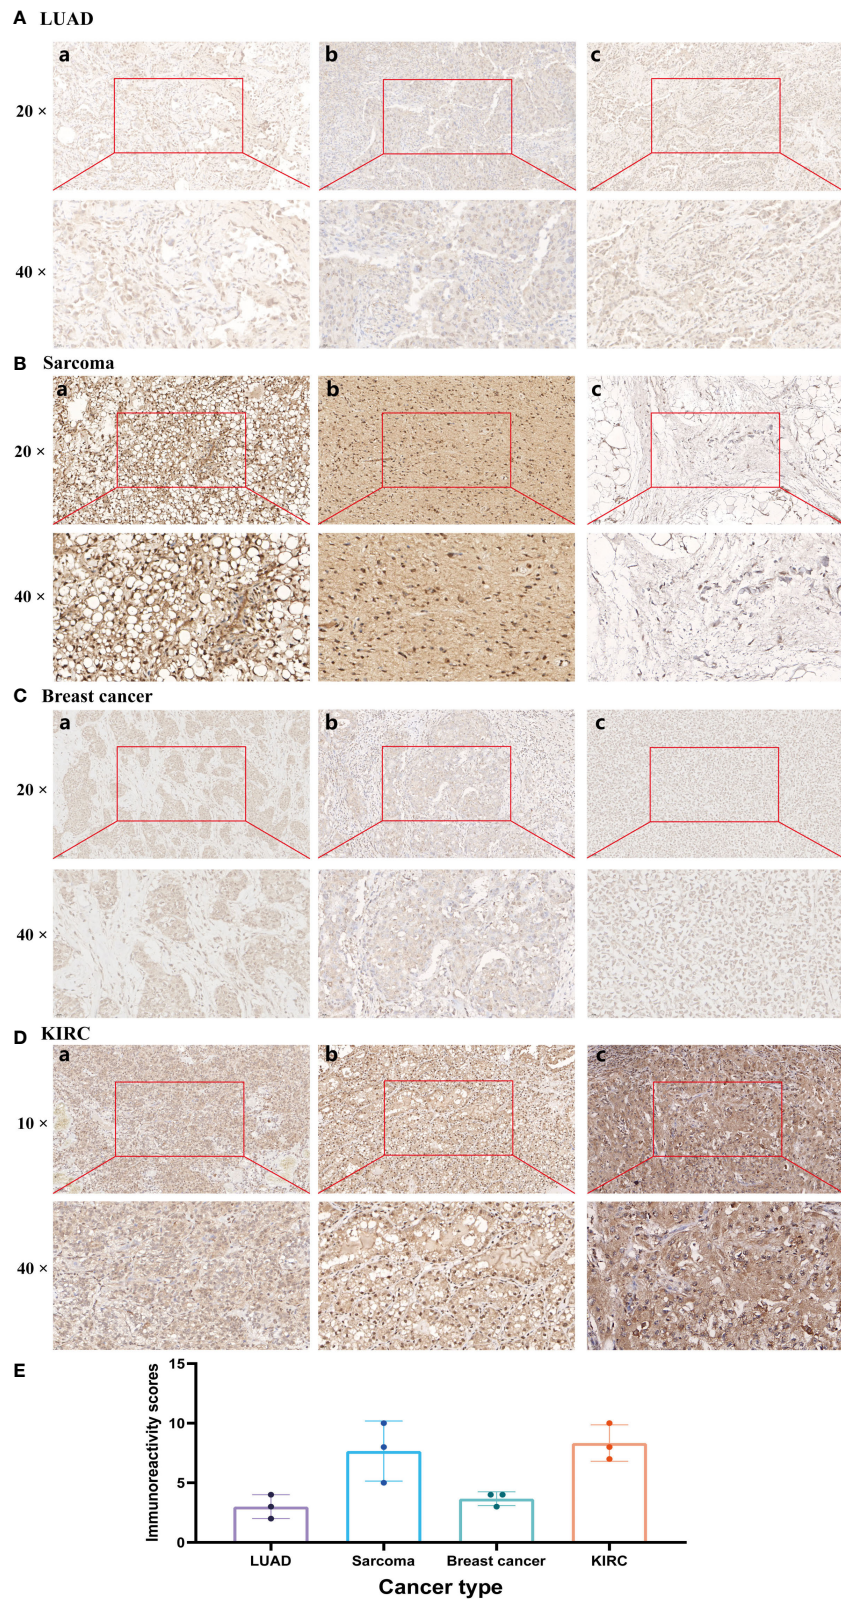 A LUAD
a b c
20 ×
40 ×
B Sarcoma
a b c
20 ×
40 ×
C Breast cancer
a b c
20 ×
40 ×
D KIRC
a b c
10 ×
40 ×
E
Immunoreactivity scores
15
10
5
0
LUAD Sarcoma Breast cancer KIRC
Cancer type